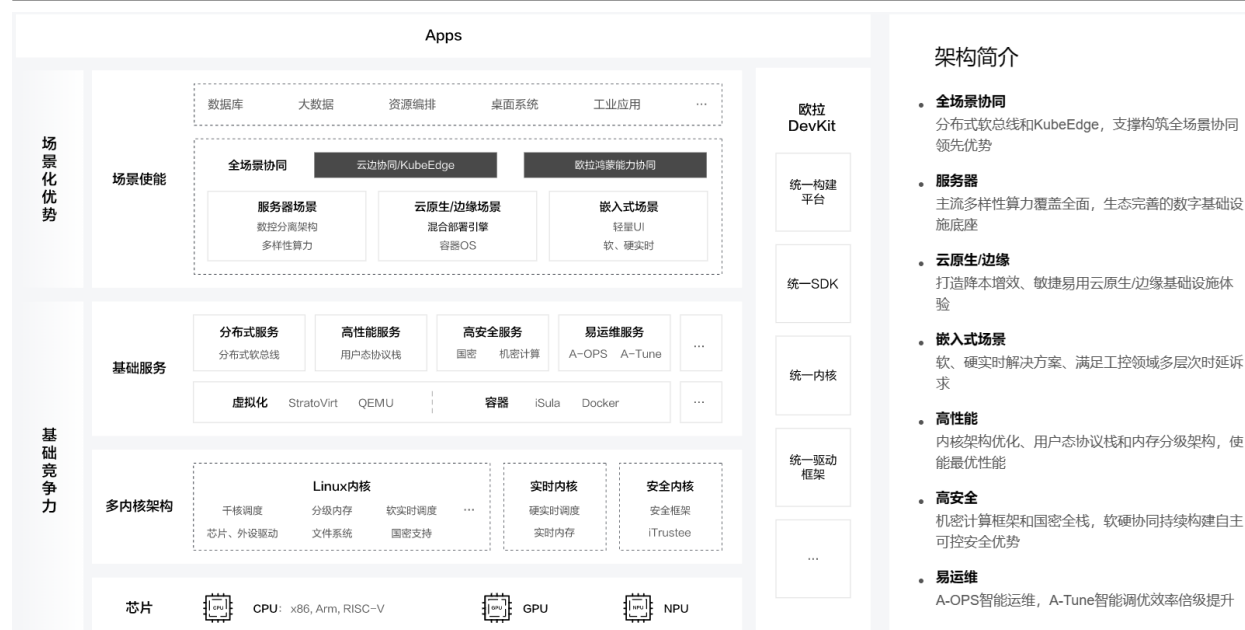 Apps
场景化优势
场景使能
数据库 大数据 资源编排 桌面系统 工业应用 ...
全场景协同 云边协同/KubeEdge 欧拉鸿蒙能力协同
服务器场景
数控分离架构
多样性算力
云原生/边缘场景
混合部署引擎
容器OS
嵌入式场景
轻量UI
软、硬实时
基础竞争力
基础服务
分布式服务
分布式软总线
高性能服务
用户态协议栈
高安全服务
国密 机密计算
易运维服务
A-OPS A-Tune
...
虚拟化 StratoVirt QEMU 容器 iSula Docker ...
多内核架构
Linux内核
千核调度 分级内存 软实时调度 ...
芯片、外设驱动 文件系统 国密支持
实时内核
硬实时调度
实时内存
安全内核
安全框架
iTrustee
芯片
CPU CPU: x86, Arm, RISC-V
GPU GPU
NPU NPU
欧拉
DevKit
统一构建
平台
统一SDK
统一内核
统一驱动
框架
...
架构简介
• 全场景协同
分布式软总线和KubeEdge，支撑构筑全场景协同
领先优势
• 服务器
主流多样性算力覆盖全面，生态完善的数字基础设
施底座
• 云原生/边缘
打造降本增效、敏捷易用云原生/边缘基础设施体
验
• 嵌入式场景
软、硬实时解决方案、满足工控领域多层次时延诉
求
• 高性能
内核架构优化、用户态协议栈和内存分级架构，使
能最优性能
• 高安全
机密计算框架和国密全栈，软硬协同持续构建自主
可控安全优势
• 易运维
A-OPS智能运维，A-Tune智能调优效率倍级提升